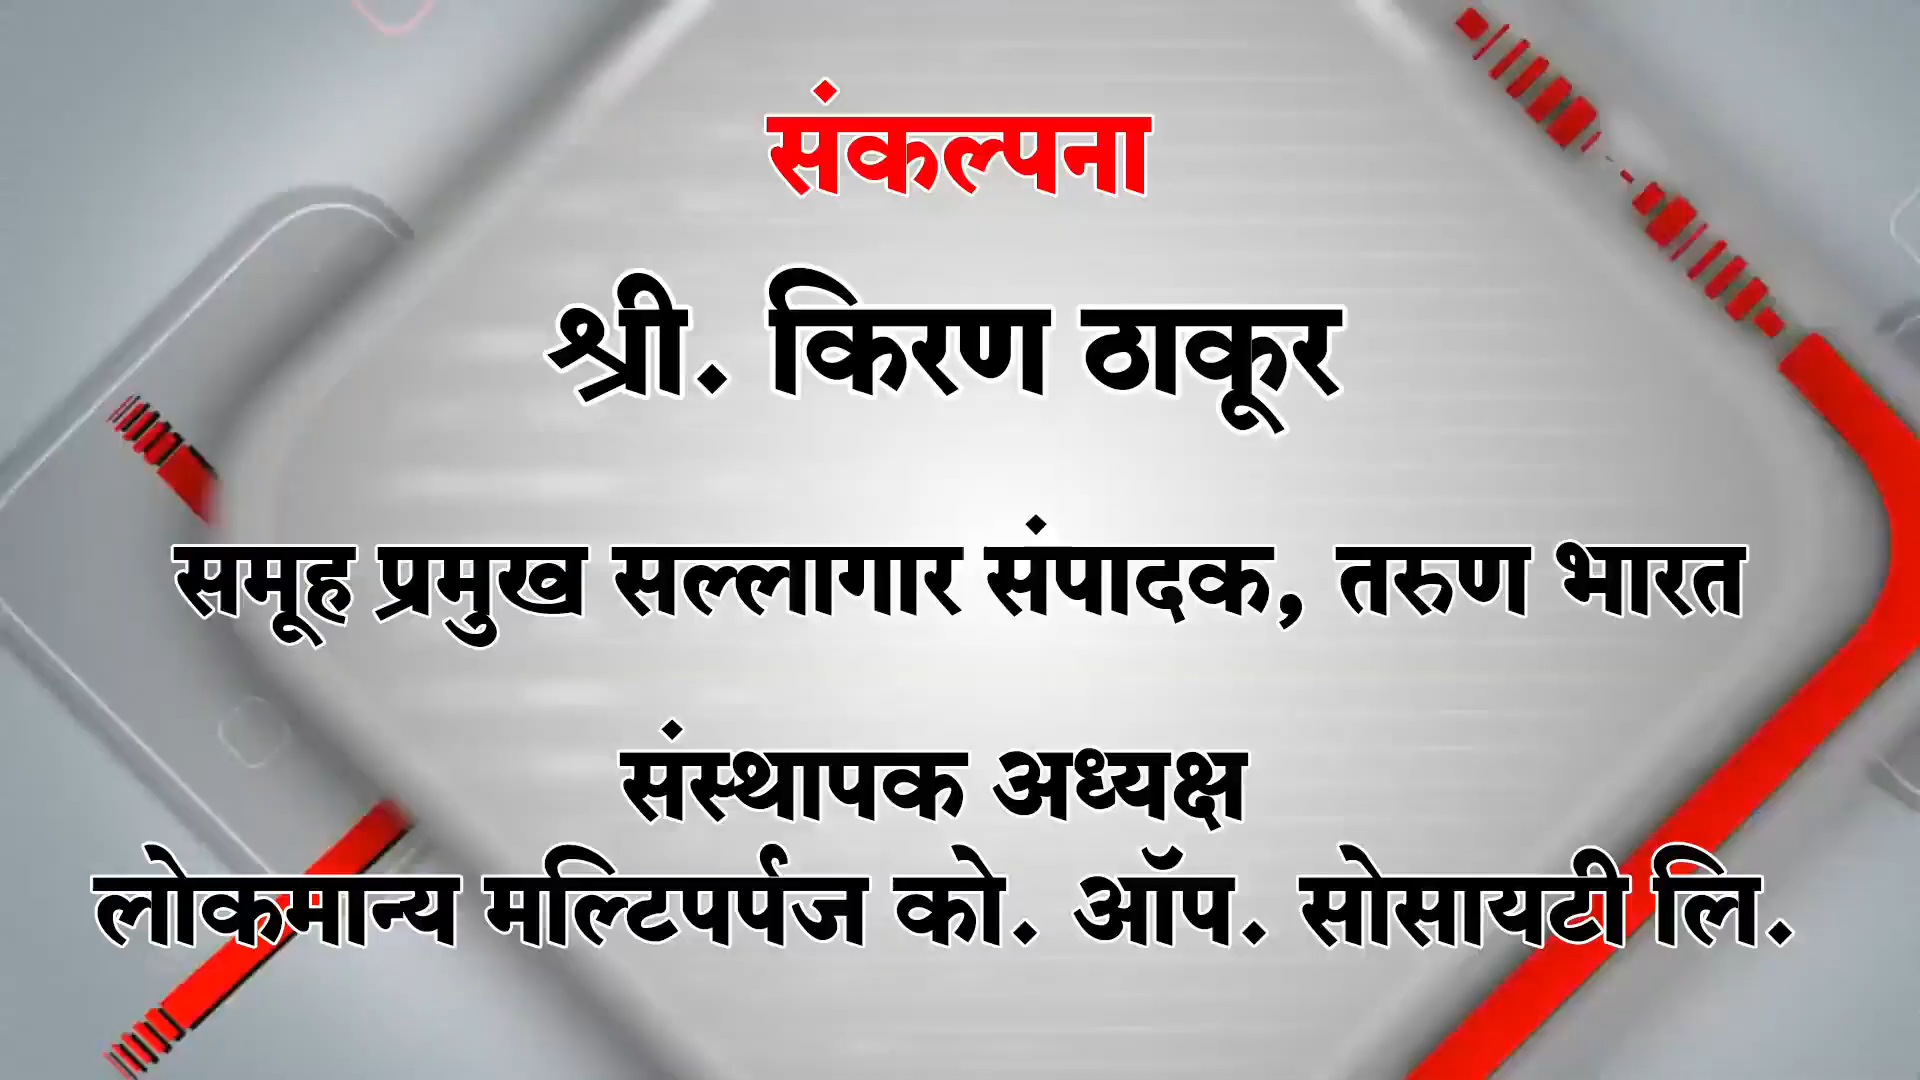 संकल्पना
श्री. किरण ठाकूर
समूह प्रमुख सल्लागार संपादक, तरुण भारत
संस्थापक अध्यक्ष
लोकमान्य मल्टिपर्पज को. ऑप. सोसायटी लि.